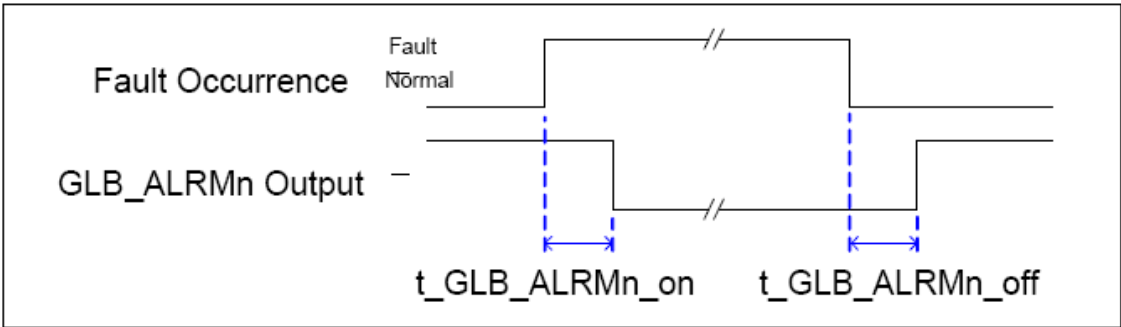 Fault
Fault Occurrence
Normal
GLB_ALRMn Output
t_GLB_ALRMn_on
t_GLB_ALRMn_off